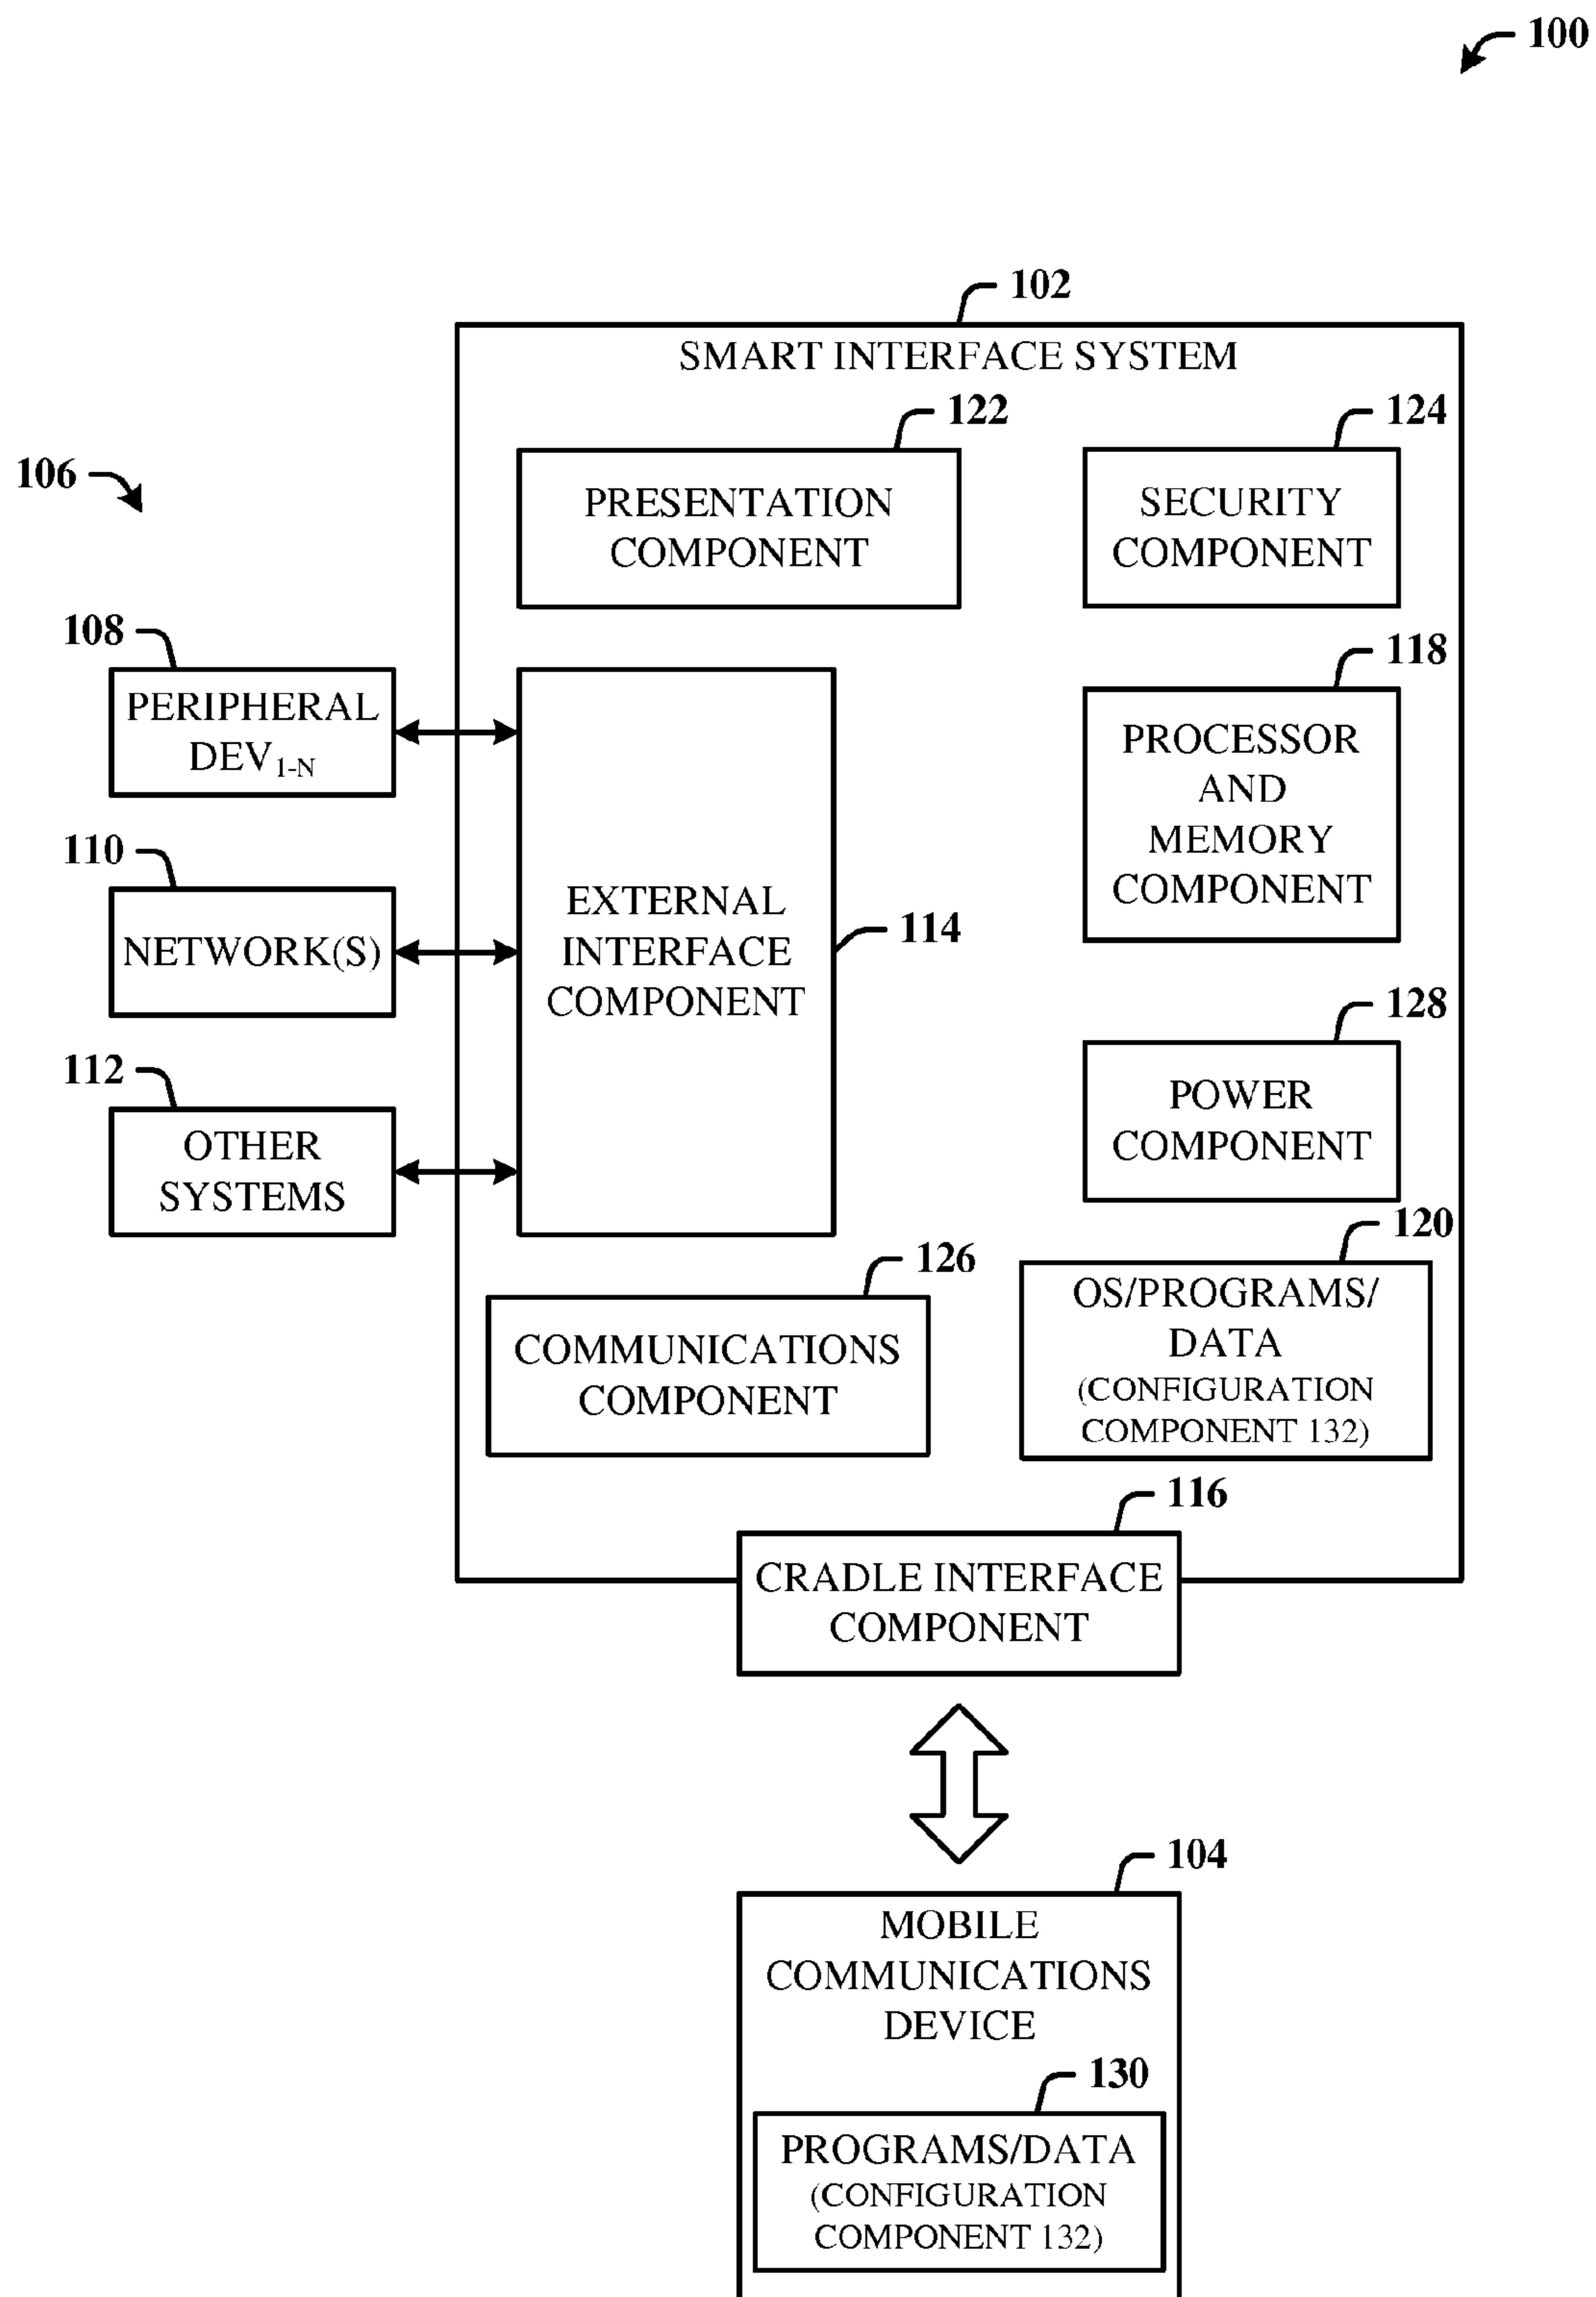 100
102
SMART INTERFACE SYSTEM
122
124
106
PRESENTATION
COMPONENT
SECURITY
COMPONENT
108
118
PERIPHERAL
DEV1-N
PROCESSOR
AND
MEMORY
COMPONENT
110
NETWORK(S)
EXTERNAL
INTERFACE
COMPONENT
114
128
112
OTHER
SYSTEMS
POWER
COMPONENT
120
126
OS/PROGRAMS/
DATA
(CONFIGURATION
COMPONENT 132)
COMMUNICATIONS
COMPONENT
116
CRADLE INTERFACE
COMPONENT
104
MOBILE
COMMUNICATIONS
DEVICE
130
PROGRAMS/DATA
(CONFIGURATION
COMPONENT 132)